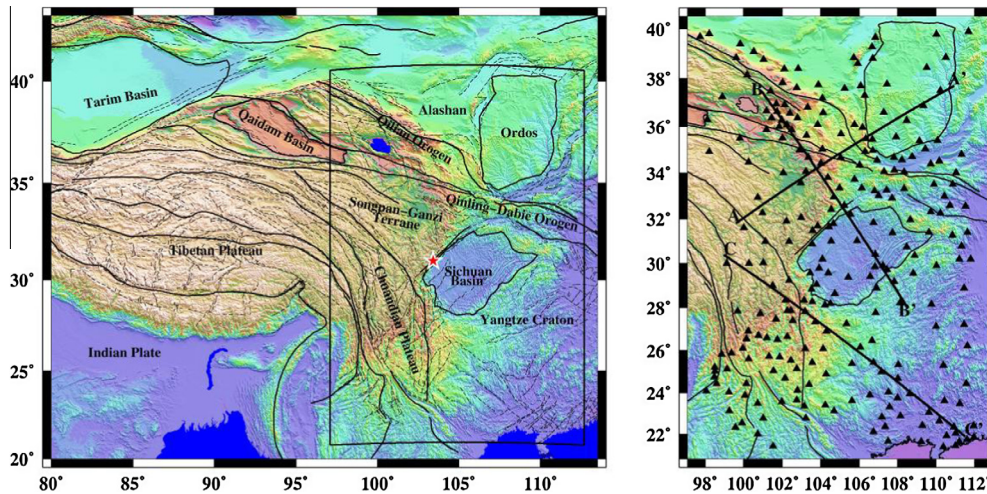 40°
35°
30°
25°
20°
80°
85°
90°
95°
100°
105°
110°
Tarim Basin
Alashan
Qaidam Basin
Qilian Orogen
Ordos
Songpan-Ganzi
Terrane
Qinling-Dabie Orogen
Tibetan Plateau
Sichuan
Basin
Chuandian Plateau
Yangtze Craton
Indian Plate
40°
38°
36°
34°
32°
30°
28°
26°
24°
22°
98°
100°
102°
104°
106°
108°
110°
112°
B
A'
A
C
B'